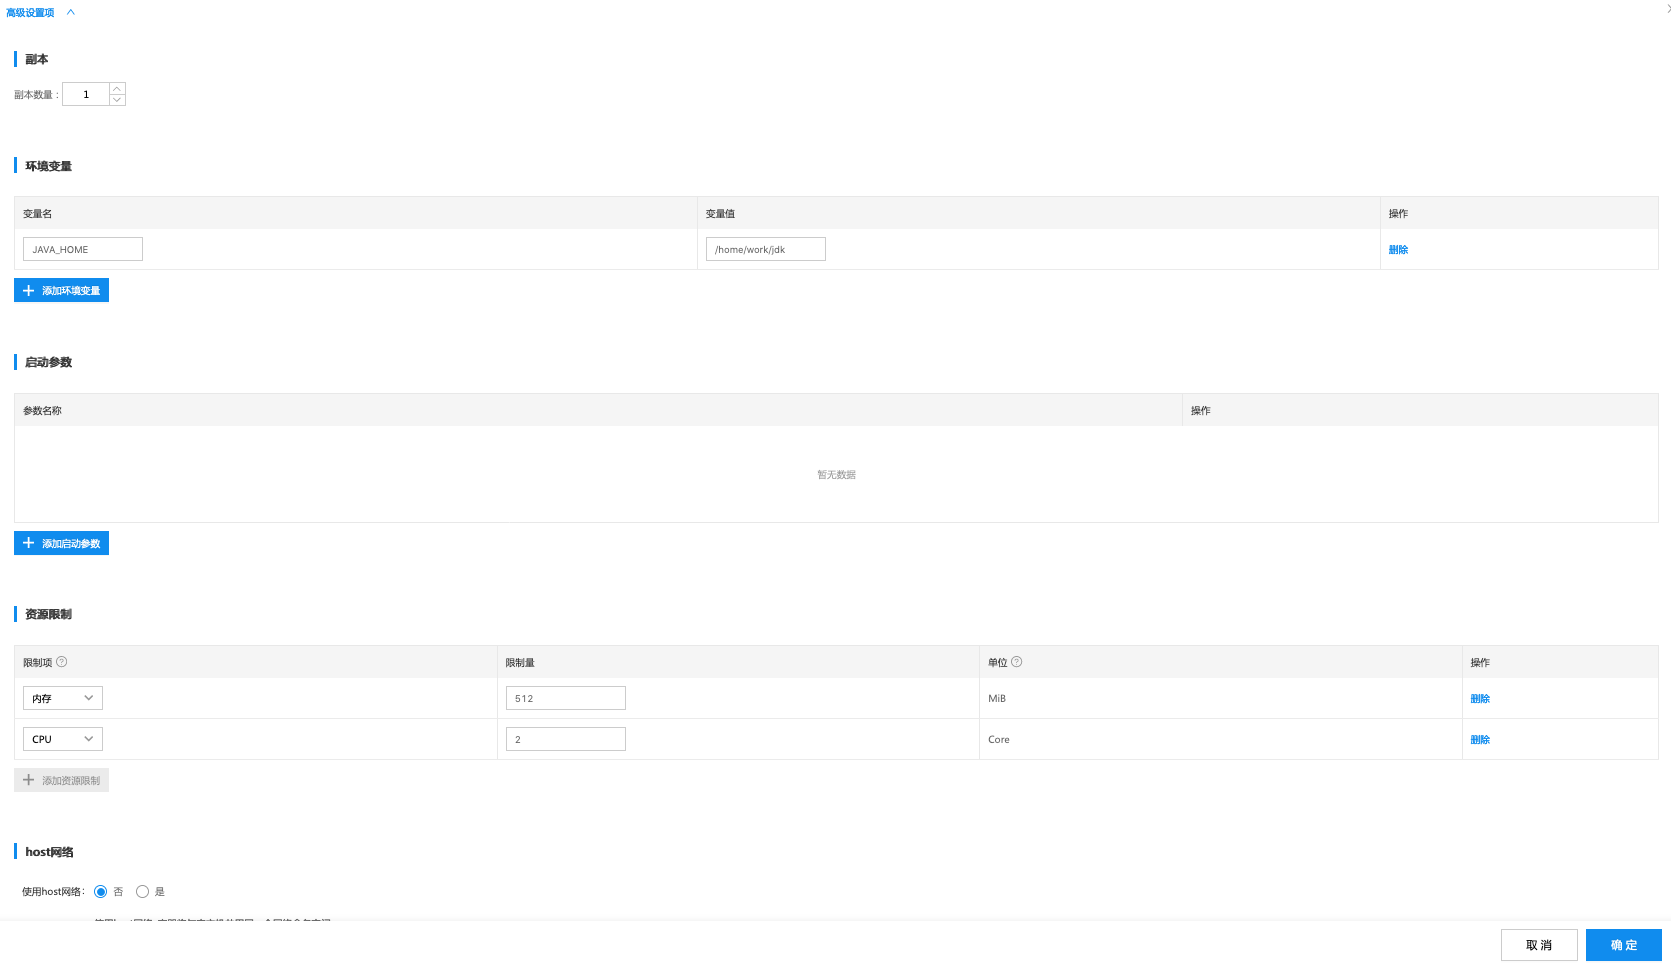 高级设置项
副本
副本数量： 1
环境变量
变量名 变量值 操作
JAVA_HOME /home/work/jdk 删除
添加环境变量
启动参数
参数名称 操作
暂无数据
添加启动参数
资源限制
限制项 限制量 单位 操作
内存 512 MiB 删除
CPU 2 Core 删除
添加资源限制
host网络
使用host网络： 否 是
取消 确定